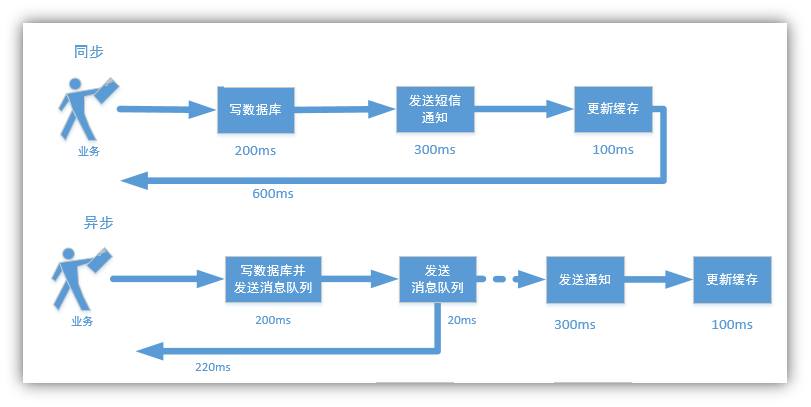 同步
写数据库
发送短信
通知
更新缓存
业务
200ms
300ms
100ms
600ms
异步
写数据库并
发送消息队列
发送
消息队列
发送通知
更新缓存
业务
200ms
20ms
300ms
100ms
220ms